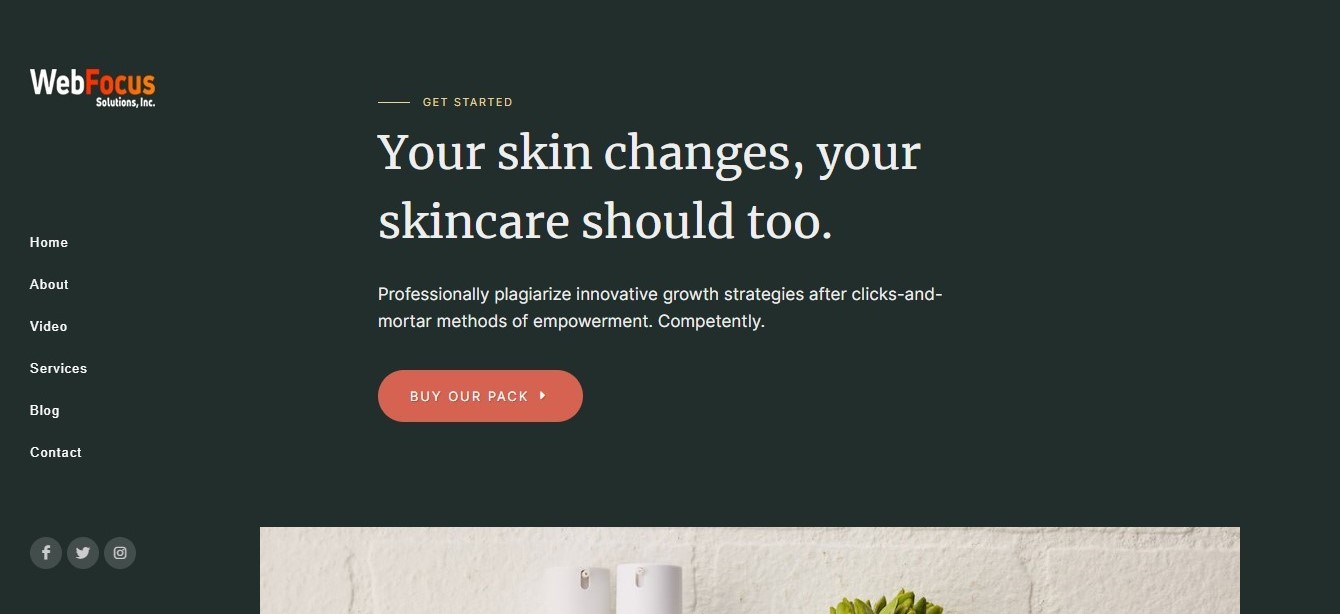 WebFocus
Solutions, Inc.
Home
About
Video
Services
Blog
Contact
GET STARTED
Your skin changes, your
skincare should too.
Professionally plagiarize innovative growth strategies after clicks-and-
mortar methods of empowerment. Competently.
BUY OUR PACK